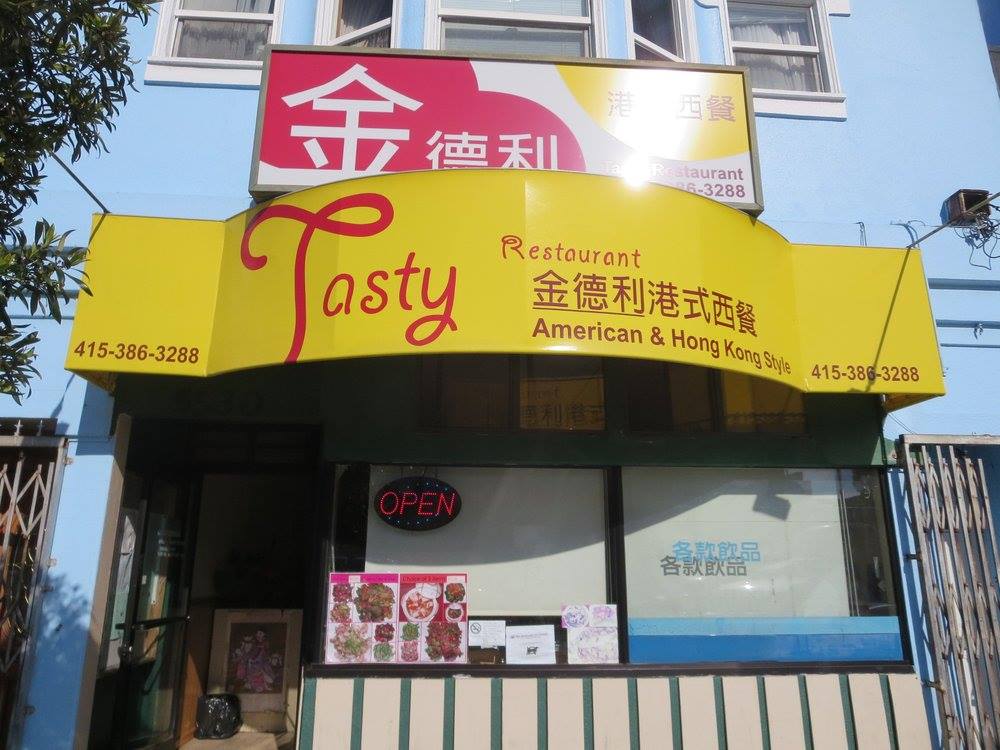 金德利
港 西餐
Restaurant
86-3288
Tasty
Restaurant
金德利港式西餐
American & Hong Kong Style
415-386-3288
415-386-3288
OPEN
各款飲品